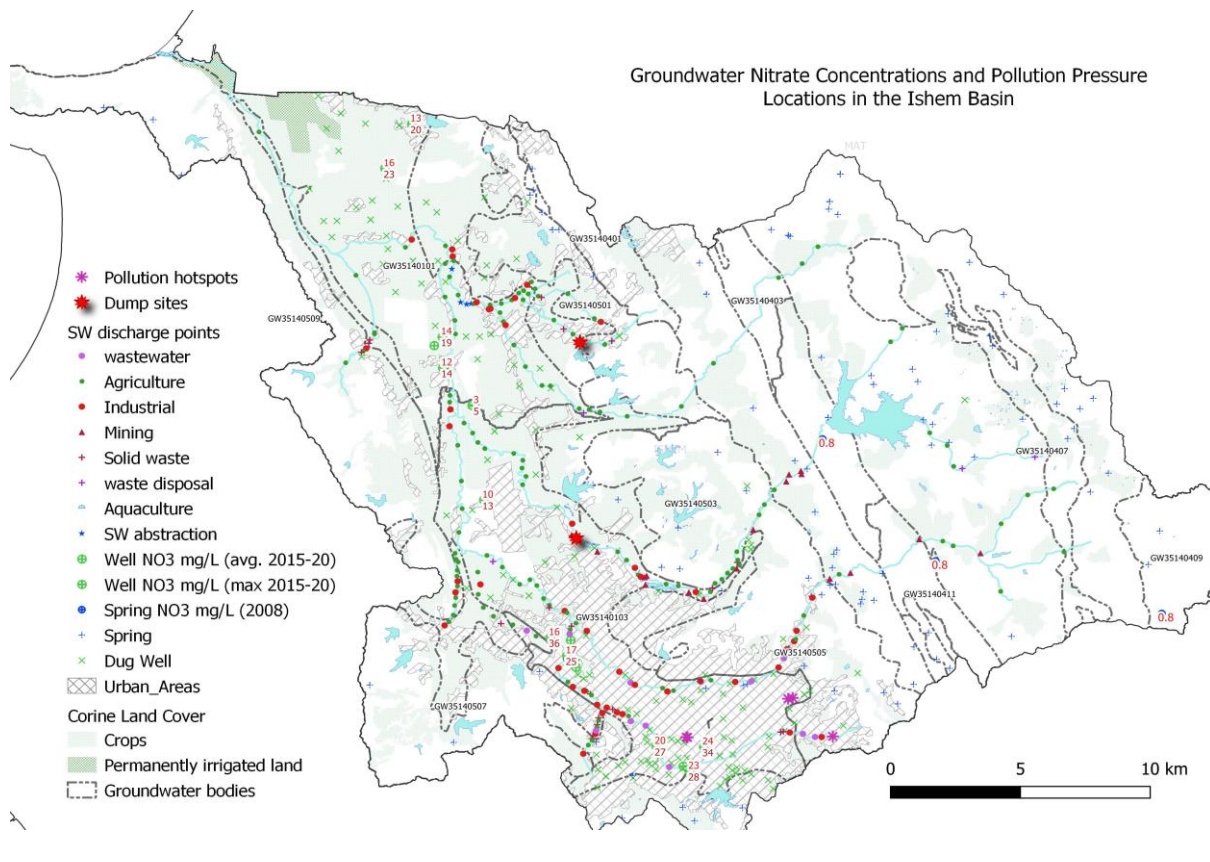 Groundwater Nitrate Concentrations and Pollution Pressure
Locations in the Ishem Basin
MAT
13
20
16
23
GW35140401
GW35140101
GW35140403
GW35140501
GW35140509
14
19
12
14
3
5
0.8
GW35140407
10
13
GW35140503
GW35140409
0.8
GW35140411
0.8
GW35140103
16
36
17
25
GW35140505
GW35140507
20
27
24
34
23
28
Pollution hotspots
Dump sites
SW discharge points
wastewater
Agriculture
Industrial
Mining
Solid waste
waste disposal
Aquaculture
SW abstraction
Well NO3 mg/L (avg. 2015-20)
Well NO3 mg/L (max 2015-20)
Spring NO3 mg/L (2008)
Spring
Dug Well
Urban_Areas
Corine Land Cover
Crops
Permanently irrigated land
Groundwater bodies
0 5 10 km